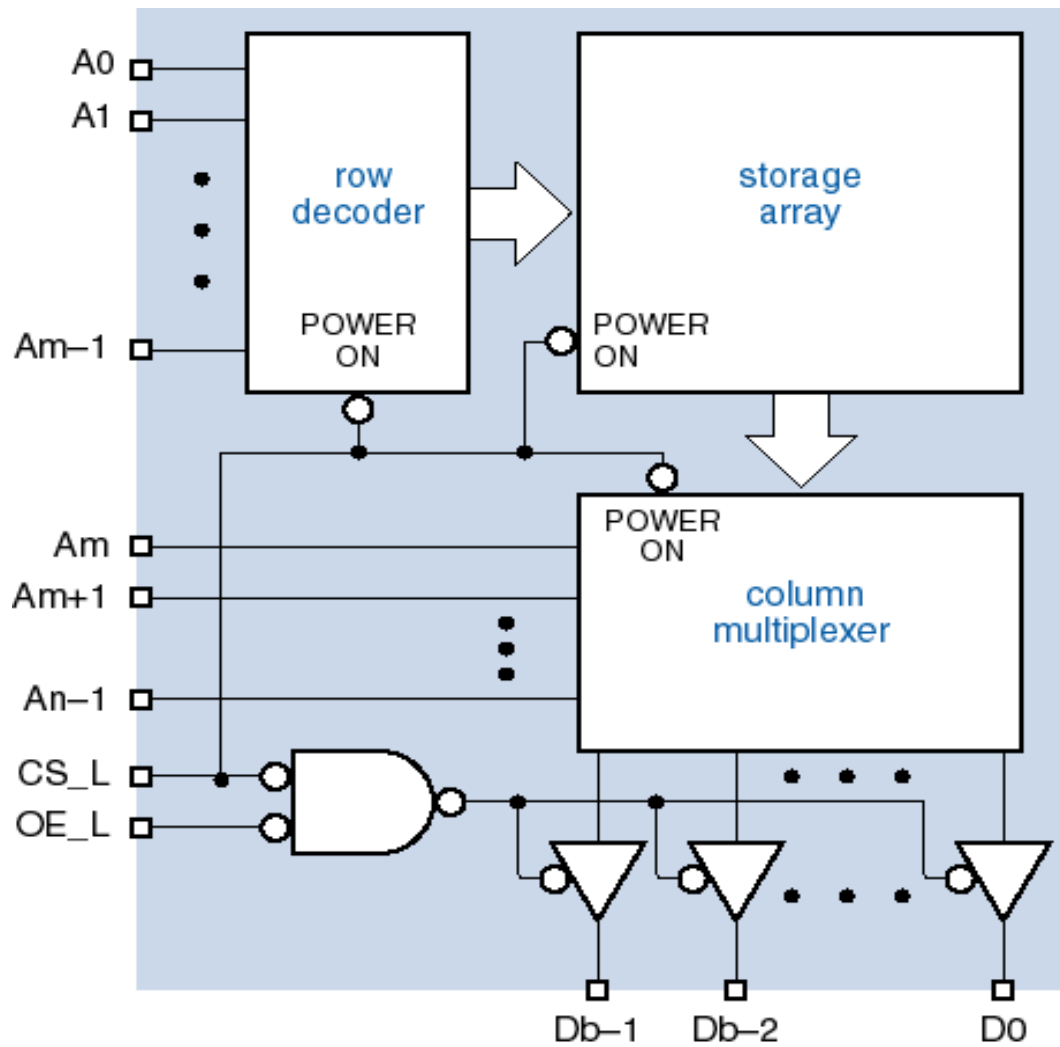 A0
A1
row
decoder
storage
array
Am–1
POWER
ON
POWER
ON
POWER
ON
Am
Am+1
column
multiplexer
An–1
CS_L
OE_L
Db–1
Db–2
D0